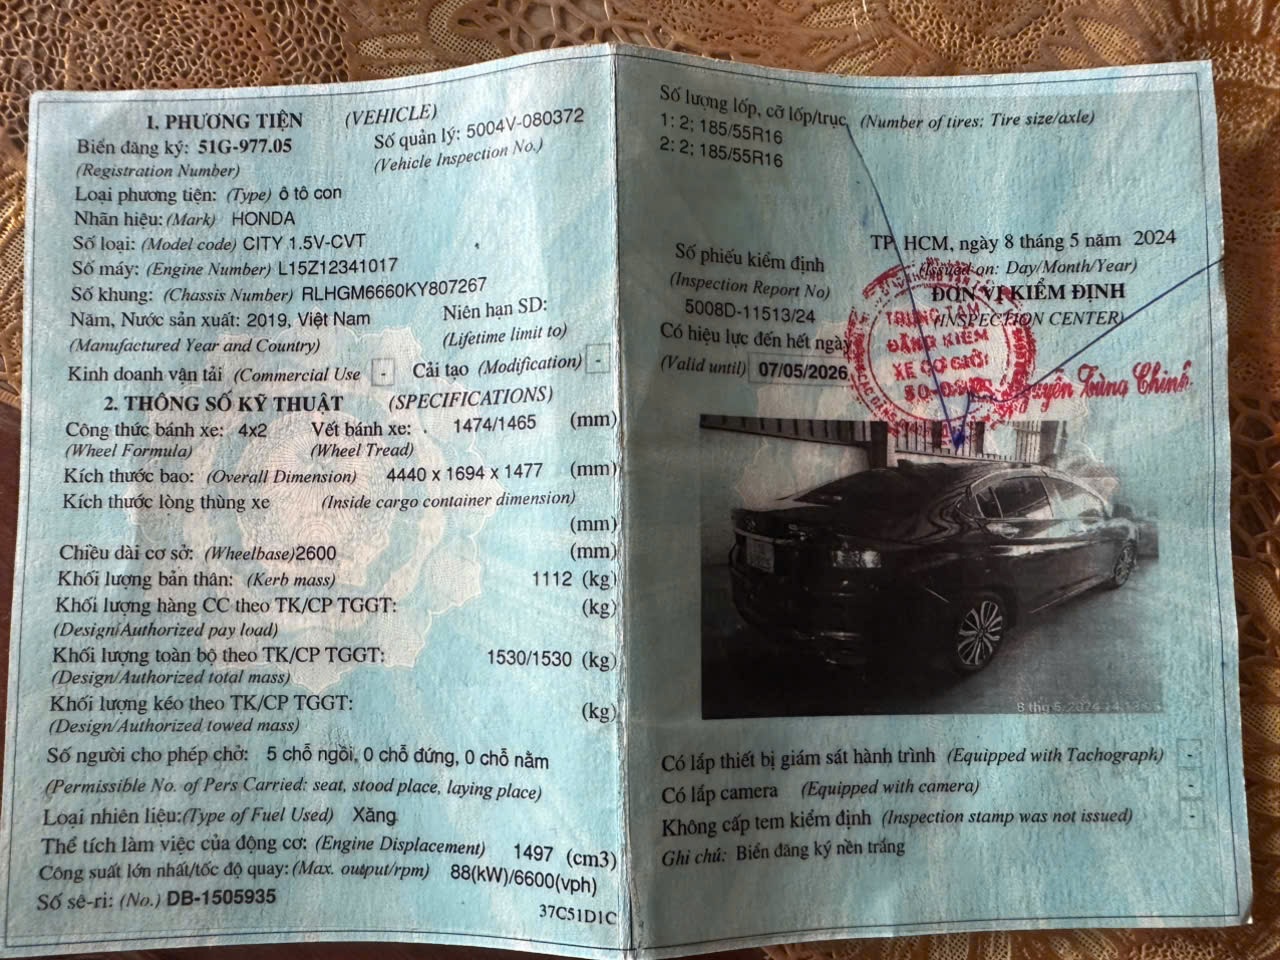 1. PHƯƠNG TIỆN (VEHICLE)
Biển đăng ký: 51G-977.05 Số quản lý: 5004V-080372
(Registration Number) (Vehicle Inspection No.)
Loại phương tiện: (Type) ô tô con
Nhãn hiệu: (Mark) HONDA
Số loại: (Model code) CITY 1.5V-CVT
Số máy: (Engine Number) L15Z12341017
Số khung: (Chassis Number) RLHGM6660KY807267
Năm, Nước sản xuất: 2019, Việt Nam Niên hạn SD:
(Manufactured Year and Country) (Lifetime limit to)
Kinh doanh vận tải (Commercial Use - Cải tạo (Modification) -
2. THÔNG SỐ KỸ THUẬT (SPECIFICATIONS)
Công thức bánh xe: 4x2 Vết bánh xe: 1474/1465 (mm)
(Wheel Formula) (Wheel Tread)
Kích thước bao: (Overall Dimension) 4440 x 1694 x 1477 (mm)
Kích thước lòng thùng xe (Inside cargo container dimension)
(mm)
Chiều dài cơ sở: (Wheelbase)2600 (mm)
Khối lượng bản thân: (Kerb mass) 1112 (kg)
Khối lượng hàng CC theo TK/CP TGGT: (kg)
(Design/Authorized pay load)
Khối lượng toàn bộ theo TK/CP TGGT: 1530/1530 (kg)
(Design/Authorized total mass)
Khối lượng kéo theo TK/CP TGGT: (kg)
(Design/Authorized towed mass)
Số người cho phép chở: 5 chỗ ngồi, 0 chỗ đứng, 0 chỗ nằm
(Permissible No. of Pers Carried: seat, stood place, laying place)
Loại nhiên liệu:(Type of Fuel Used) Xăng
Thể tích làm việc của động cơ: (Engine Displacement) 1497 (cm3)
Công suất lớn nhất/tốc độ quay: (Max. output/rpm) 88(kW)/6600(vph)
Số sê-ri: (No.) DB-1505935
37C51D1C
Số lượng lốp, cỡ lốp/trục (Number of tires; Tire size/axle)
1: 2; 185/55R16
2: 2; 185/55R16
TP. HCM, ngày 8 tháng 5 năm 2024
(Issued on: Day/Month/Year)
Số phiếu kiểm định ĐƠN VỊ KIỂM ĐỊNH
(Inspection Report No) (INSPECTION CENTER)
5008D-11513/24
Có hiệu lực đến hết ngày
(Valid until) 07/05/2026
TRUNG TÂM
ĐĂNG KIỂM
XE CƠ GIỚI
Nguyễn Trùng Chinh
8 thg 5, 2024
Có lắp thiết bị giám sát hành trình (Equipped with Tachograph) -
Có lắp camera (Equipped with camera) -
Không cấp tem kiểm định (Inspection stamp was not issued) -
Ghi chú: Biển đăng ký nền trắng